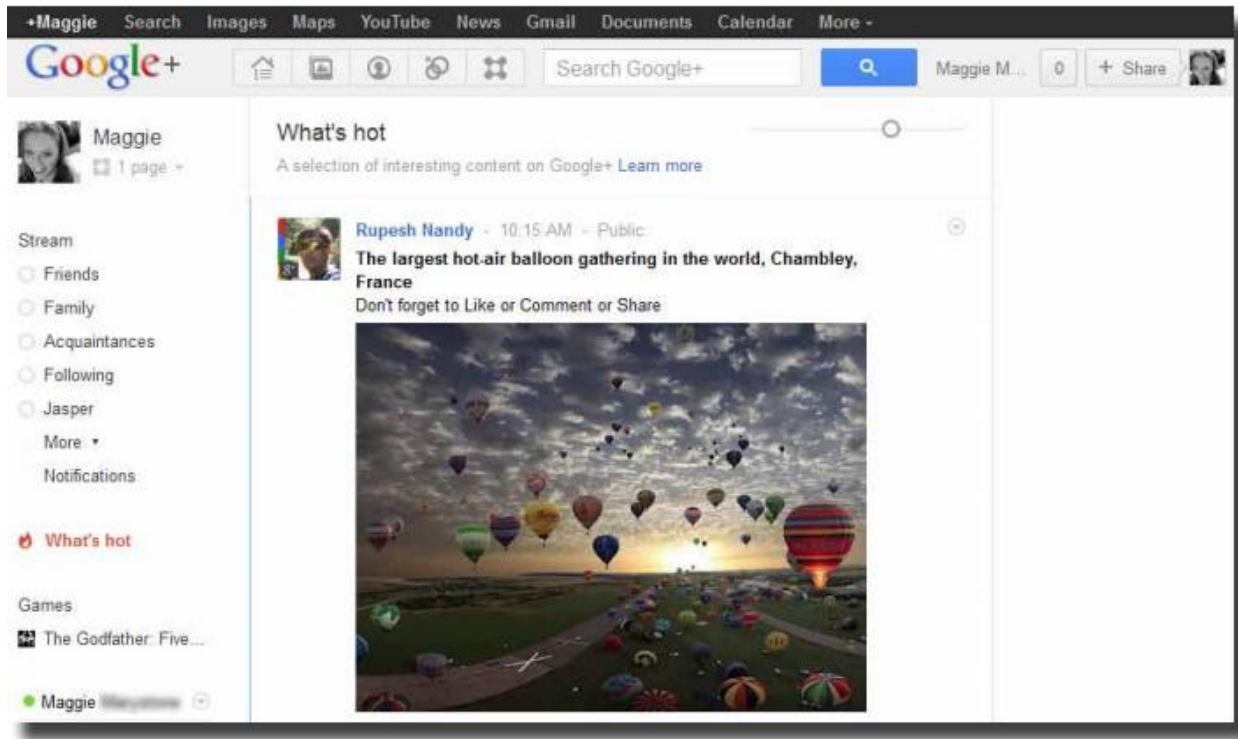 +Maggie Search Images Maps YouTube News Gmail Documents Calendar More
Google+ Search Google+ Maggie M... 0 + Share
Maggie
1 page
What's hot
A selection of interesting content on Google+ Learn more
Rupesh Nandy - 10:15 AM - Public
The largest hot-air balloon gathering in the world, Chambley,
France
Don't forget to Like or Comment or Share
Stream
Friends
Family
Acquaintances
Following
Jasper
More
Notifications
What's hot
Games
The Godfather: Five...
Maggie